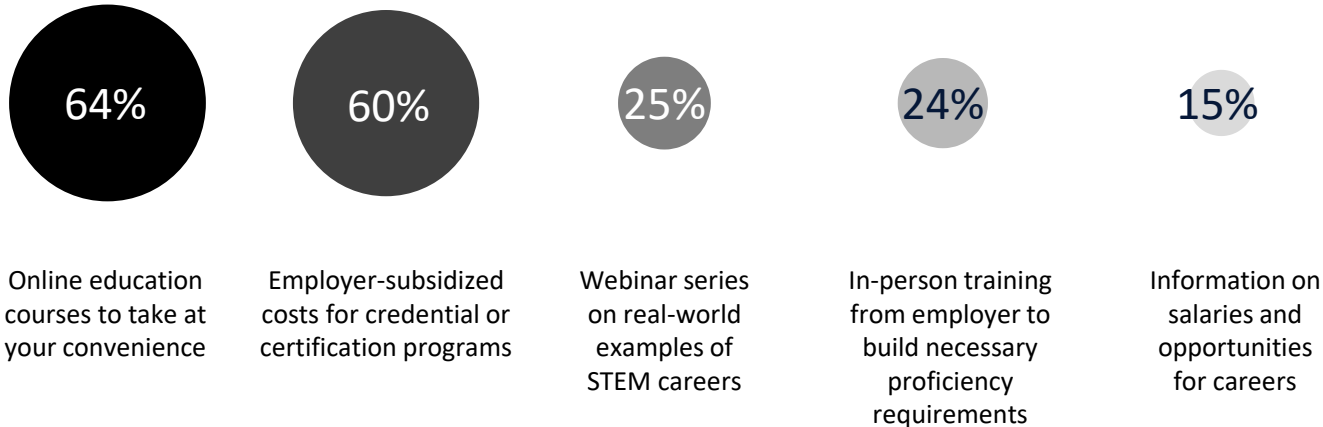 64%
60%
25%
24%
15%
Online education
courses to take at
your convenience
Employer-subsidized
costs for credential or
certification programs
Webinar series
on real-world
examples of
STEM careers
In-person training
from employer to
build necessary
proficiency
requirements
Information on
salaries and
opportunities
for careers